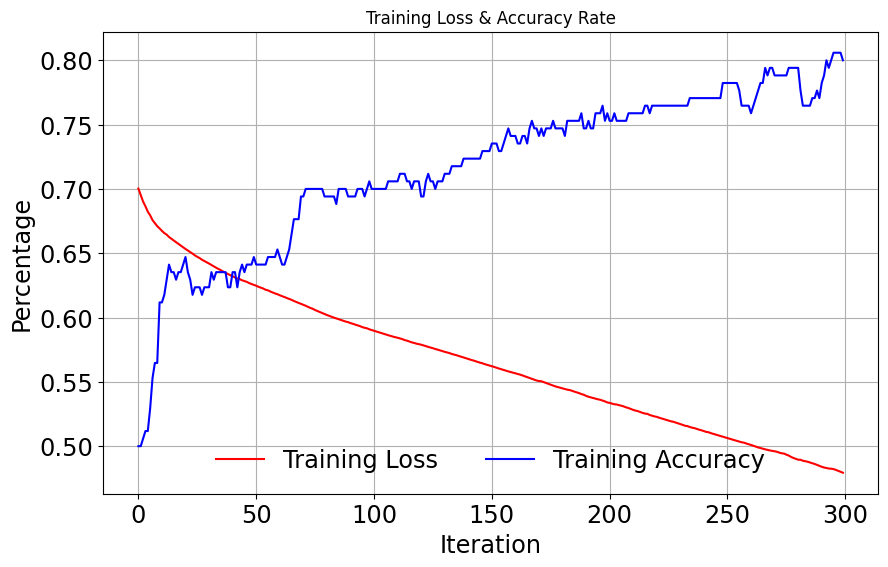 Training Loss & Accuracy Rate
Percentage
0.80
0.75
0.70
0.65
0.60
0.55
0.50
Training Loss
Training Accuracy
0
50
100
150
200
250
300
Iteration